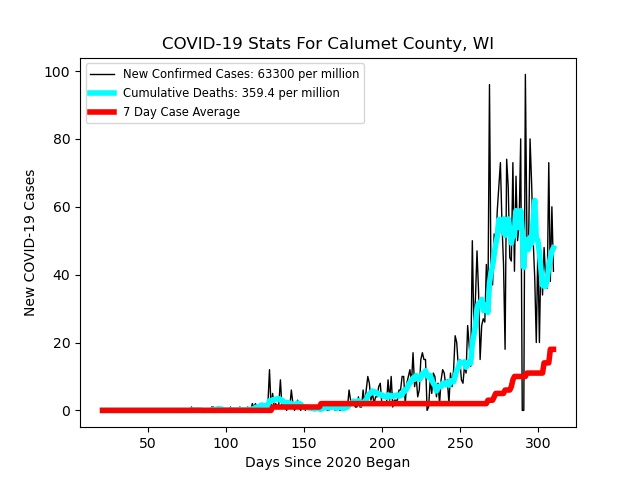 COVID-19 Stats For Calumet County, WI
New Confirmed Cases: 63300 per million
Cumulative Deaths: 359.4 per million
7 Day Case Average
New COVID-19 Cases
100
80
60
40
20
0
50 100 150 200 250 300
Days Since 2020 Began